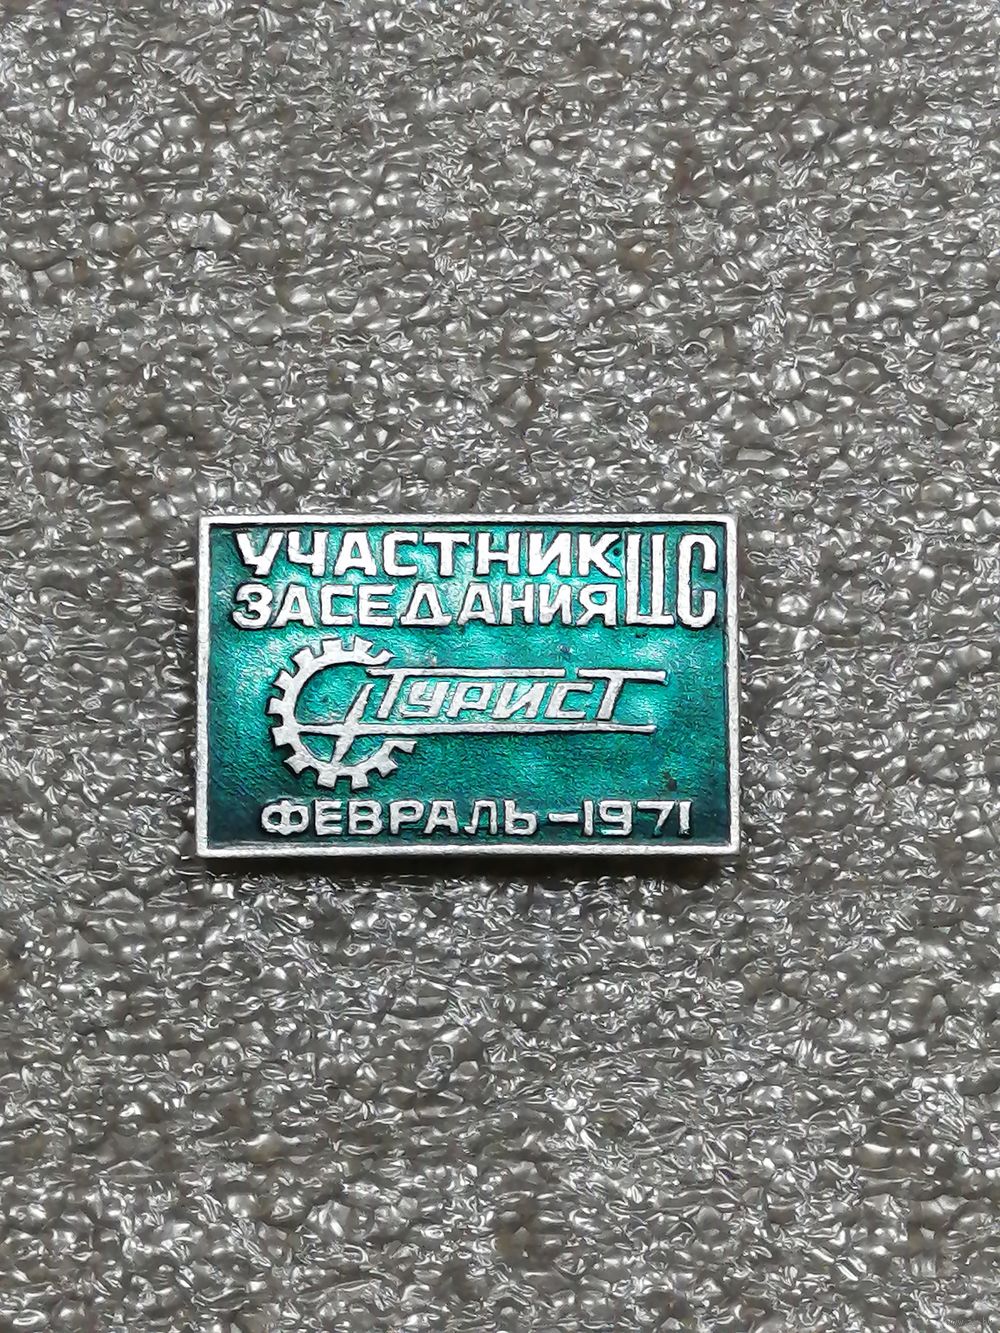 УЧАСТНИК
ЗАСЕДАНИЯ ЦС
ТУРИСТ
ФЕВРАЛЬ-1971